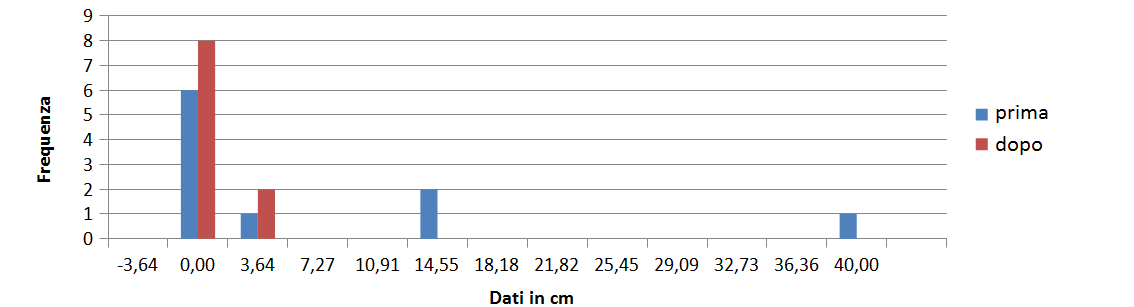 9
8
7
6
5
4
3
2
1
0
Frequenza
-3,64 0,00 3,64 7,27 10,91 14,55 18,18 21,82 25,45 29,09 32,73 36,36 40,00
Dati in cm
prima
dopo